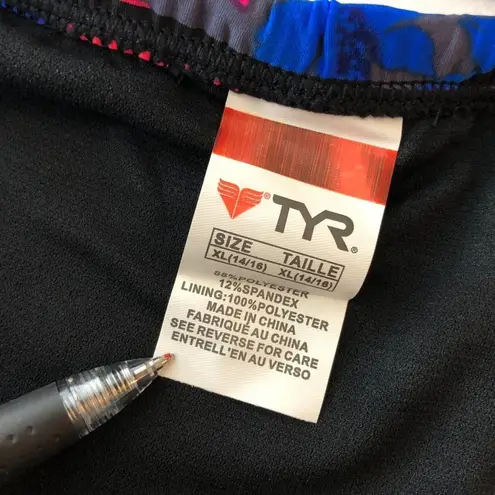 TYR®
SIZE TAILLE
XL(14/16) XL(14/16)
88%POLYESTER
12%SPANDEX
LINING:100%POLYESTER
MADE IN CHINA
FABRIQUÉ AU CHINA
SEE REVERSE FOR CARE
ENTRELL'EN AU VERSO